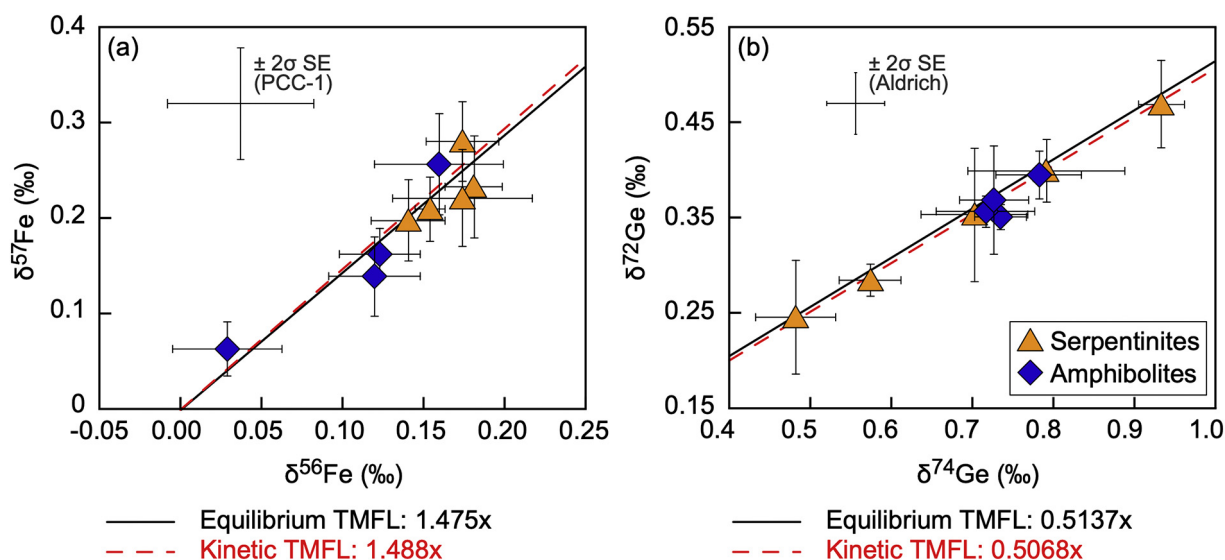 (a)
± 2σ SE
(PCC-1)
0.4
0.3
0.2
0.1
0
δ⁵⁷Fe (‰)
-0.05 0.00 0.05 0.10 0.15 0.20 0.25
δ⁵⁶Fe (‰)
Equilibrium TMFL: 1.475x
Kinetic TMFL: 1.488x
(b)
± 2σ SE
(Aldrich)
0.55
0.45
0.35
0.25
0.15
δ⁷²Ge (‰)
Serpentinites
Amphibolites
0.4 0.5 0.6 0.7 0.8 0.9 1.0
δ⁷⁴Ge (‰)
Equilibrium TMFL: 0.5137x
Kinetic TMFL: 0.5068x